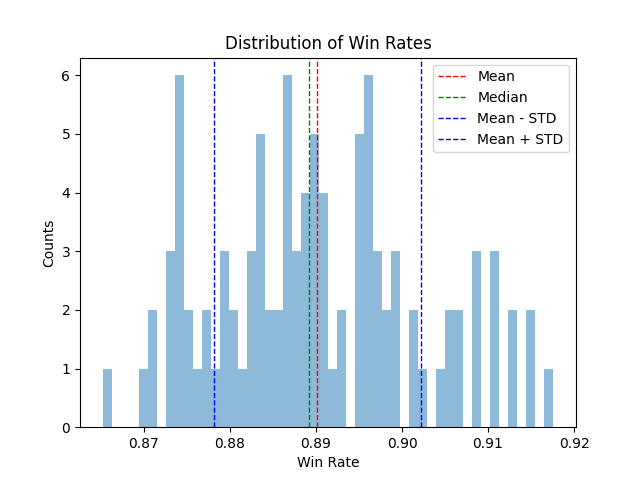 Distribution of Win Rates
Mean
Median
Mean - STD
Mean + STD
6
5
4
3
2
1
0
Counts
0.87 0.88 0.89 0.90 0.91 0.92
Win Rate